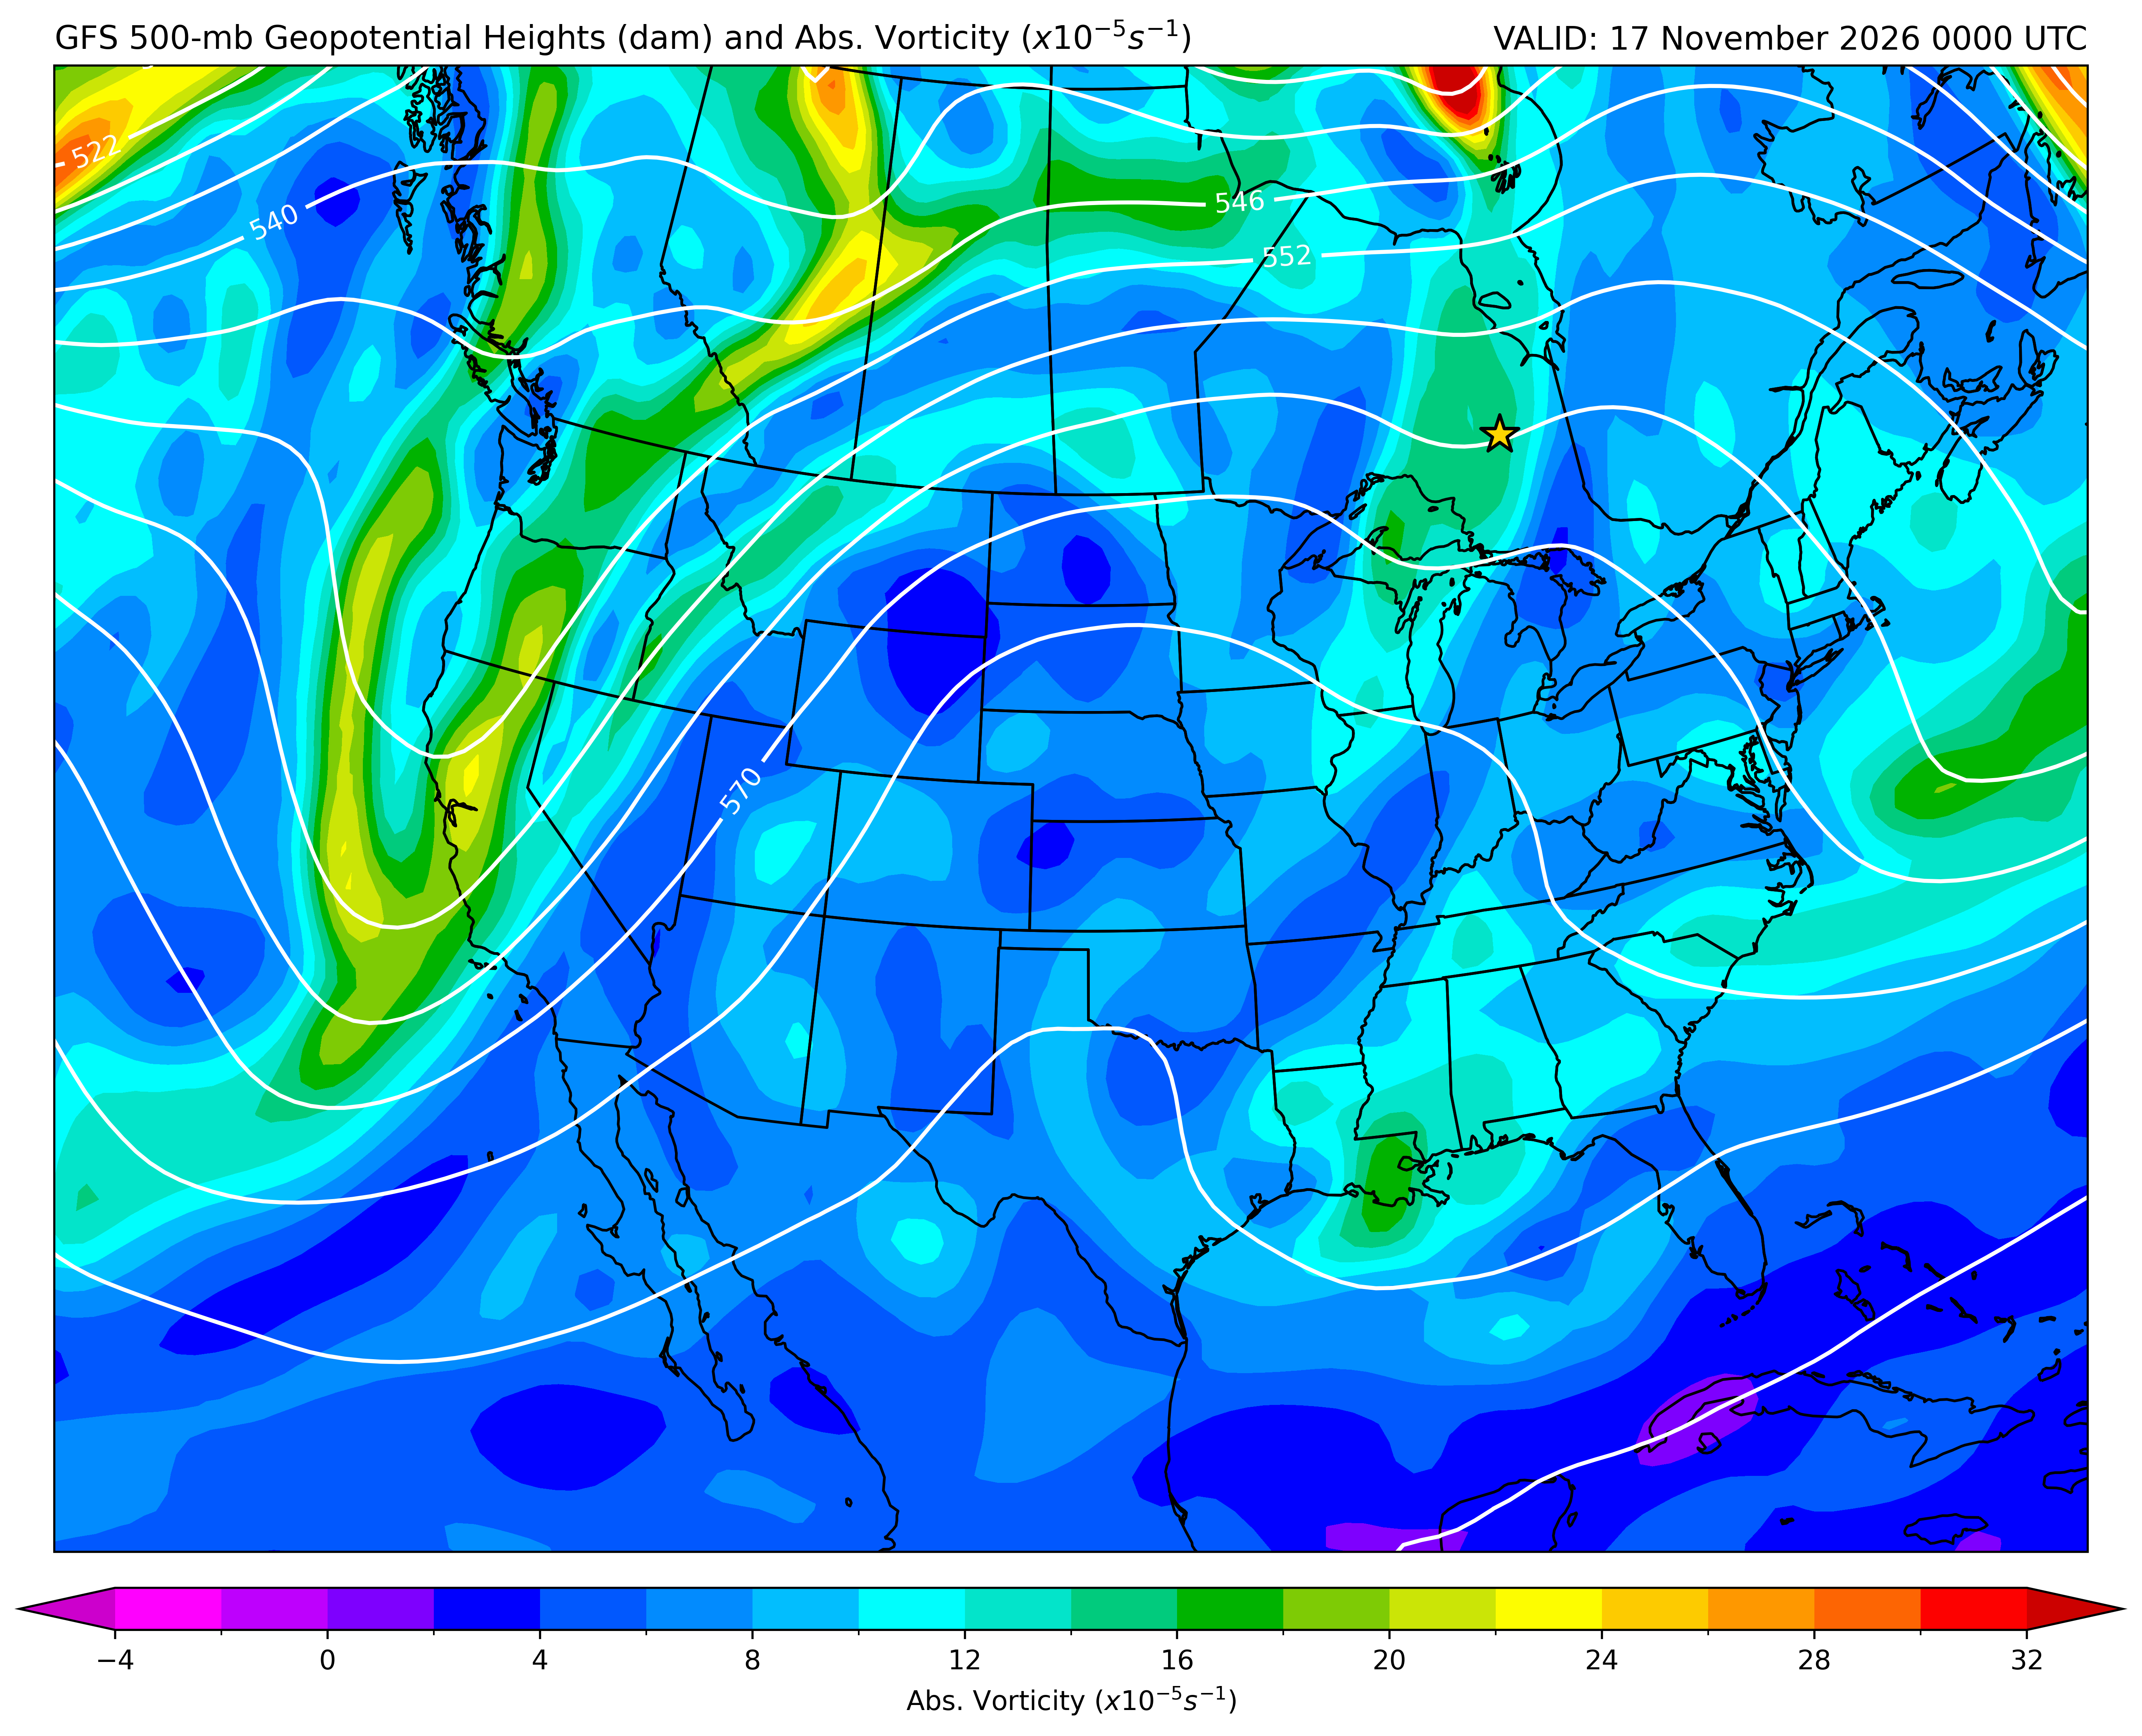 GFS 500-mb Geopotential Heights (dam) and Abs. Vorticity (x10⁻⁵s⁻¹) VALID: 17 November 2026 0000 UTC
522
540
546
552
570
−4 0 4 8 12 16 20 24 28 32
Abs. Vorticity (x10⁻⁵s⁻¹)